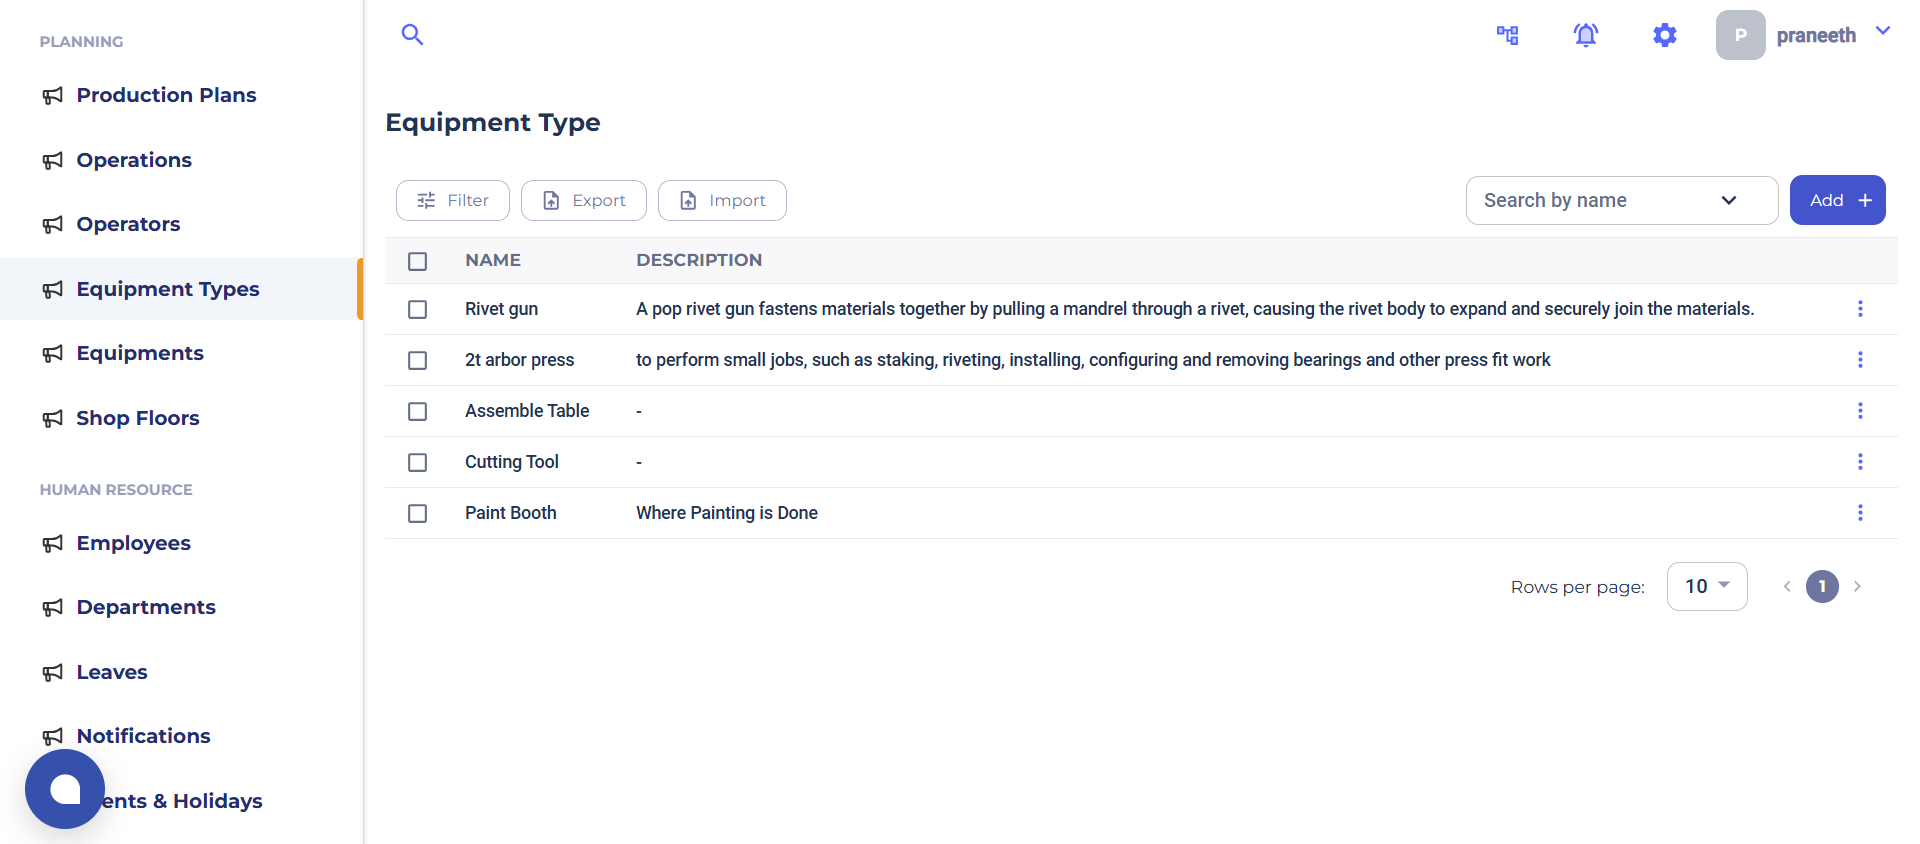 PLANNING
Production Plans
Operations
Operators
Equipment Types
Equipments
Shop Floors
HUMAN RESOURCE
Employees
Departments
Leaves
Notifications
ents & Holidays
P praneeth
Equipment Type
Filter Export Import Search by name Add +
NAME DESCRIPTION
Rivet gun A pop rivet gun fastens materials together by pulling a mandrel through a rivet, causing the rivet body to expand and securely join the materials.
2t arbor press to perform small jobs, such as staking, riveting, installing, configuring and removing bearings and other press fit work
Assemble Table -
Cutting Tool -
Paint Booth Where Painting is Done
Rows per page: 10 1